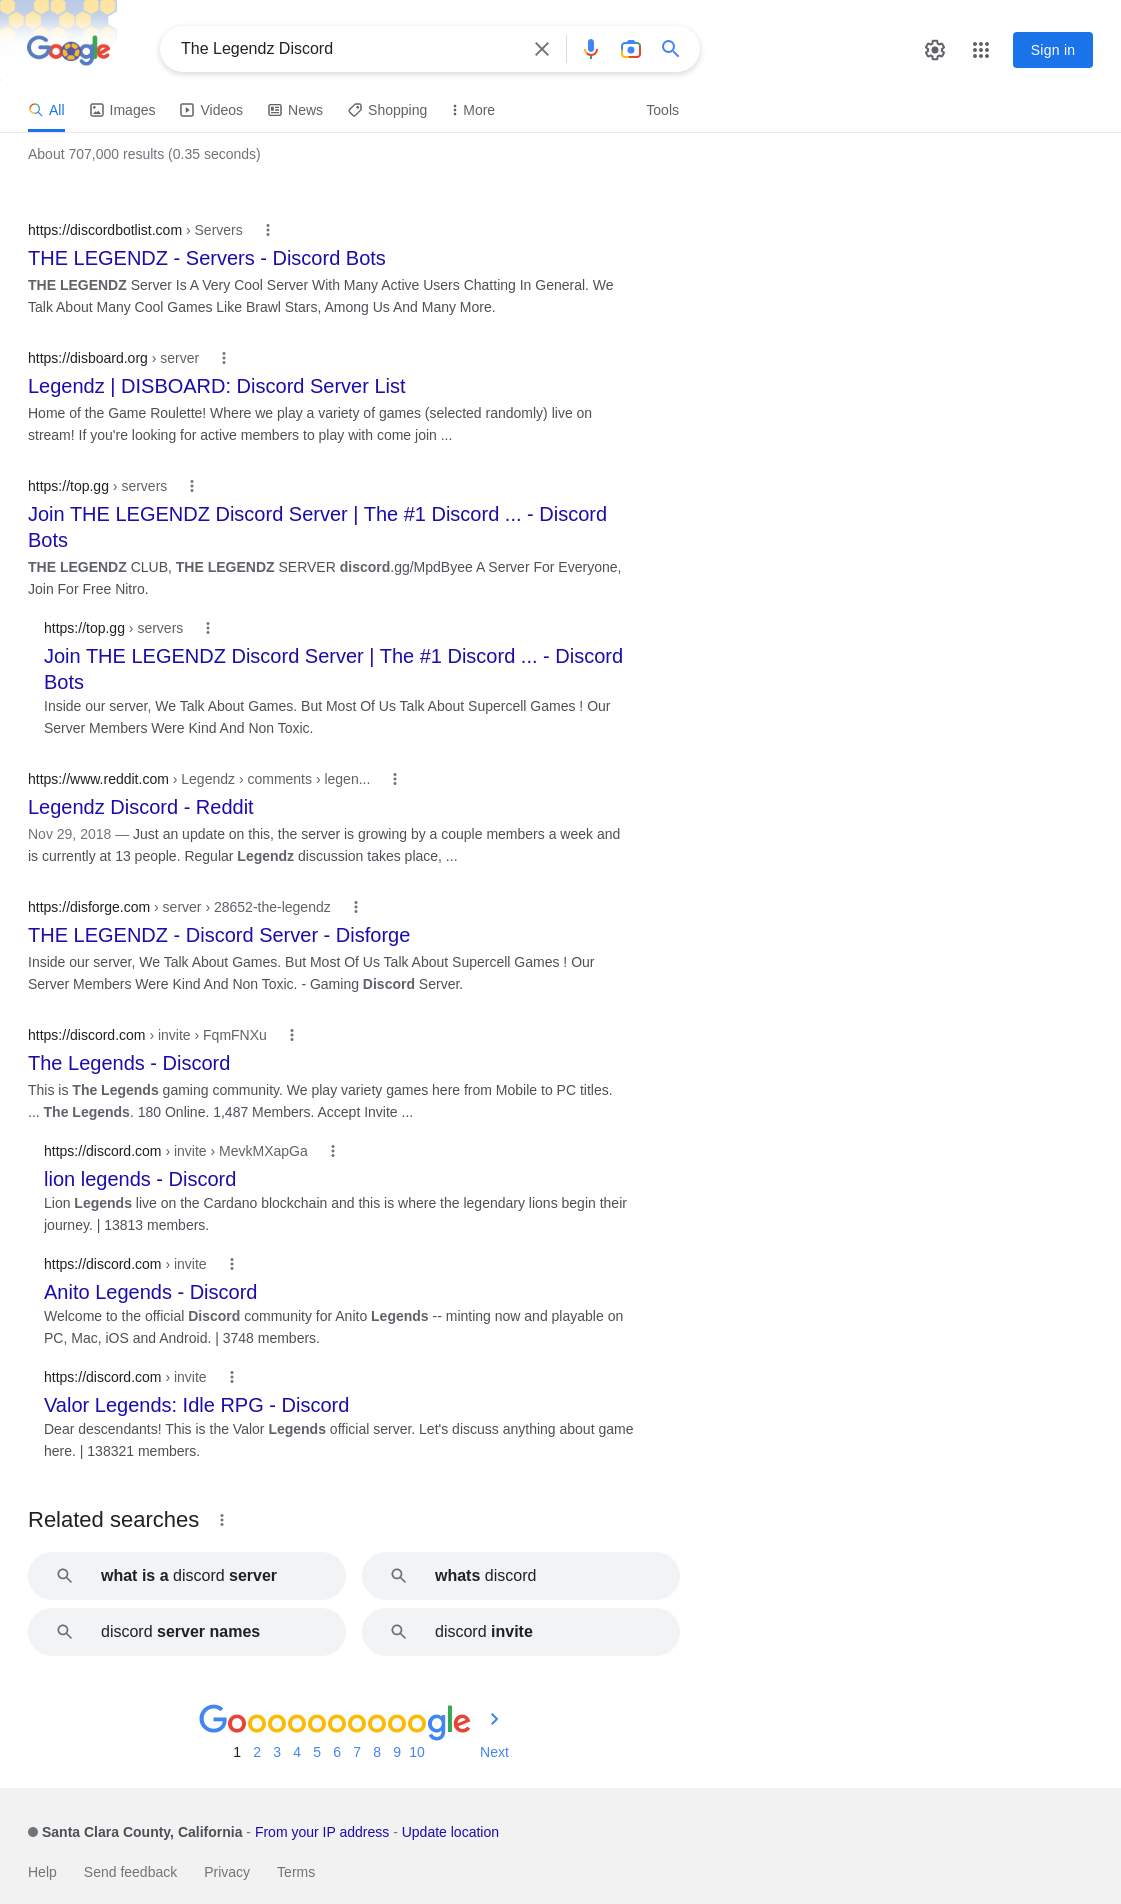 Google
The Legendz Discord
Sign in
All Images Videos News Shopping More Tools
About 707,000 results (0.35 seconds)
https://discordbotlist.com › Servers
THE LEGENDZ - Servers - Discord Bots
THE LEGENDZ Server Is A Very Cool Server With Many Active Users Chatting In General. We
Talk About Many Cool Games Like Brawl Stars, Among Us And Many More.
https://disboard.org › server
Legendz | DISBOARD: Discord Server List
Home of the Game Roulette! Where we play a variety of games (selected randomly) live on
stream! If you're looking for active members to play with come join ...
https://top.gg › servers
Join THE LEGENDZ Discord Server | The #1 Discord ... - Discord
Bots
THE LEGENDZ CLUB, THE LEGENDZ SERVER discord.gg/MpdByee A Server For Everyone,
Join For Free Nitro.
https://top.gg › servers
Join THE LEGENDZ Discord Server | The #1 Discord ... - Discord
Bots
Inside our server, We Talk About Games. But Most Of Us Talk About Supercell Games ! Our
Server Members Were Kind And Non Toxic.
https://www.reddit.com › Legendz › comments › legen...
Legendz Discord - Reddit
Nov 29, 2018 — Just an update on this, the server is growing by a couple members a week and
is currently at 13 people. Regular Legendz discussion takes place, ...
https://disforge.com › server › 28652-the-legendz
THE LEGENDZ - Discord Server - Disforge
Inside our server, We Talk About Games. But Most Of Us Talk About Supercell Games ! Our
Server Members Were Kind And Non Toxic. - Gaming Discord Server.
https://discord.com › invite › FqmFNXu
The Legends - Discord
This is The Legends gaming community. We play variety games here from Mobile to PC titles.
... The Legends. 180 Online. 1,487 Members. Accept Invite ...
https://discord.com › invite › MevkMXapGa
lion legends - Discord
Lion Legends live on the Cardano blockchain and this is where the legendary lions begin their
journey. | 13813 members.
https://discord.com › invite
Anito Legends - Discord
Welcome to the official Discord community for Anito Legends -- minting now and playable on
PC, Mac, iOS and Android. | 3748 members.
https://discord.com › invite
Valor Legends: Idle RPG - Discord
Dear descendants! This is the Valor Legends official server. Let's discuss anything about game
here. | 138321 members.
Related searches
what is a discord server
whats discord
discord server names
discord invite
Goooooooooogle
1 2 3 4 5 6 7 8 9 10 Next
Santa Clara County, California - From your IP address - Update location
Help Send feedback Privacy Terms